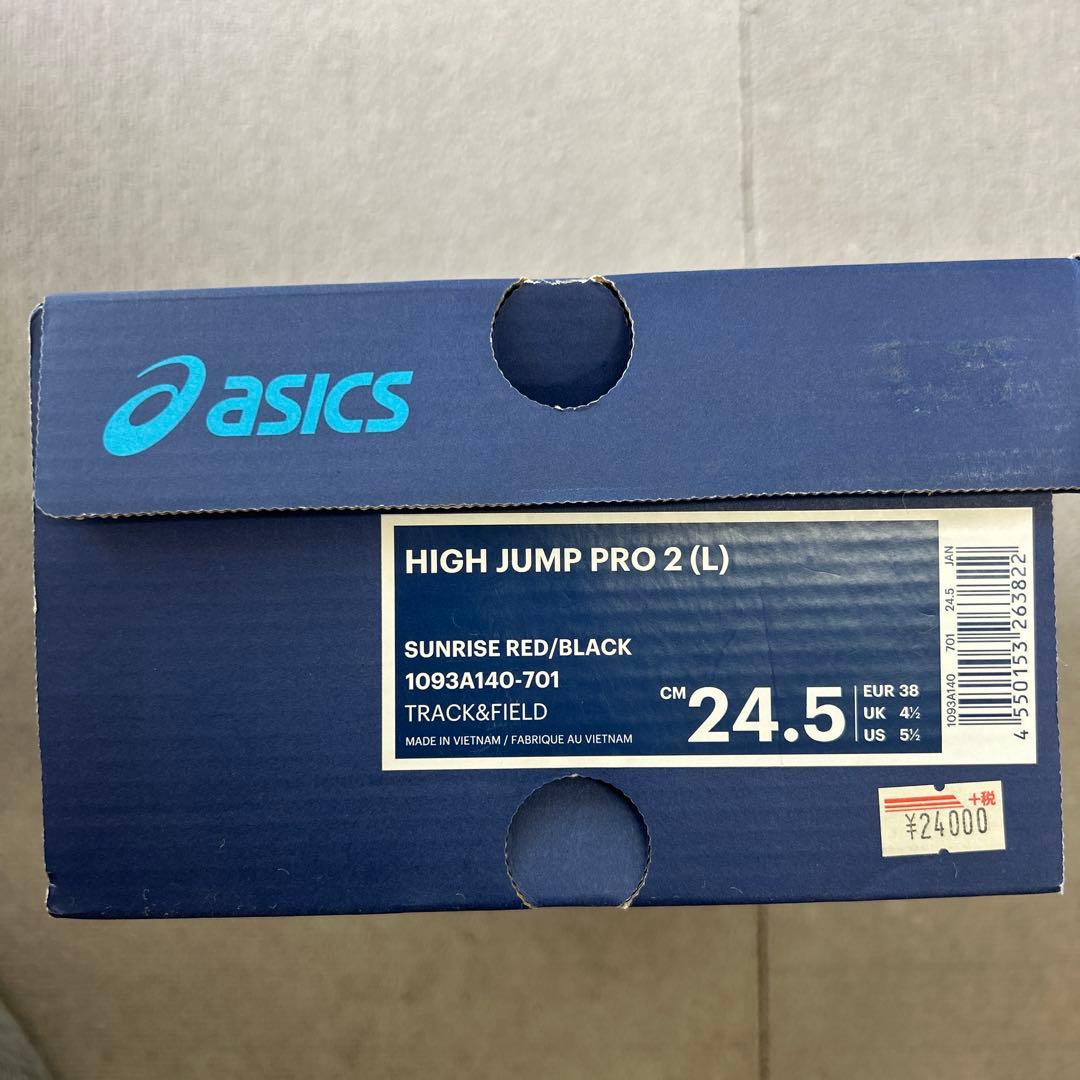 asics
HIGH JUMP PRO 2 (L)
SUNRISE RED/BLACK
1093A140-701
TRACK&FIELD
MADE IN VIETNAM / FABRIQUE AU VIETNAM
CM 24.5
EUR 38
UK 4½
US 5½
1093A140 701 24.5 JAN
4 550153 263822
+税
¥24000